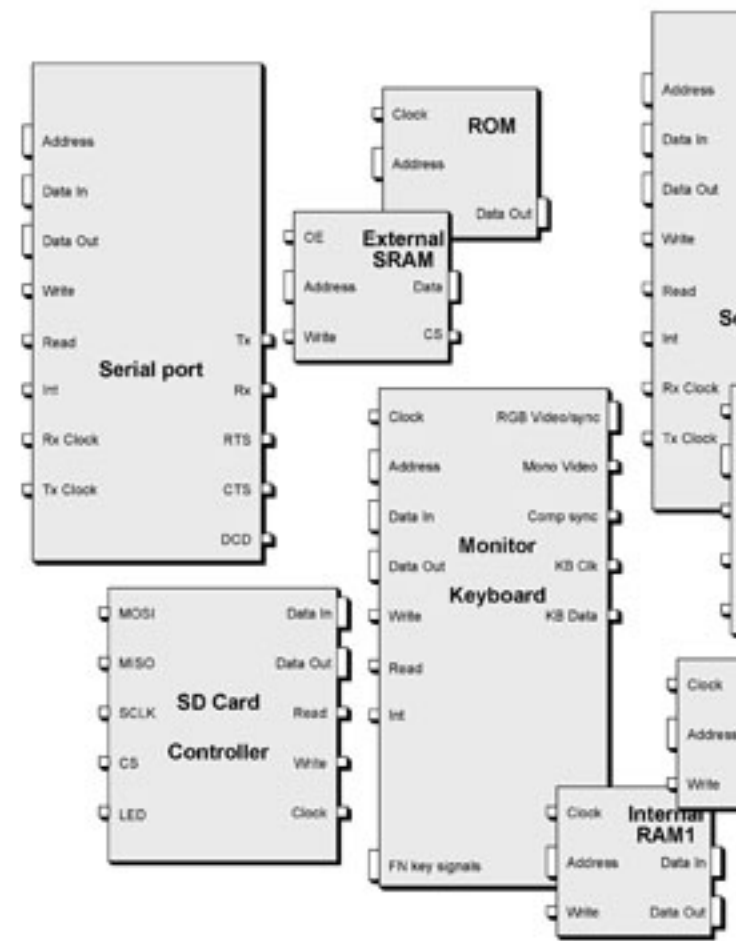 Address
Data In
Data Out
Write
Read
Int
Rx Clock
Tx Clock
Serial port
Tx
Rx
RTS
CTS
DCD
Clock
Address
ROM
Data Out
OE
Address
Write
External
SRAM
Data
CS
Address
Data In
Data Out
Write
Read
Int
Rx Clock
Tx Clock
Clock
Address
Data In
Data Out
Write
Read
Int
FN key signals
Monitor
Keyboard
RGB Video/sync
Mono Video
Comp sync
KB Clk
KB Data
MOSI
MISO
SCLK
CS
LED
SD Card
Controller
Data In
Data Out
Read
Write
Clock
Clock
Address
Write
Clock
Address
Write
Internal
RAM1
Data In
Data Out